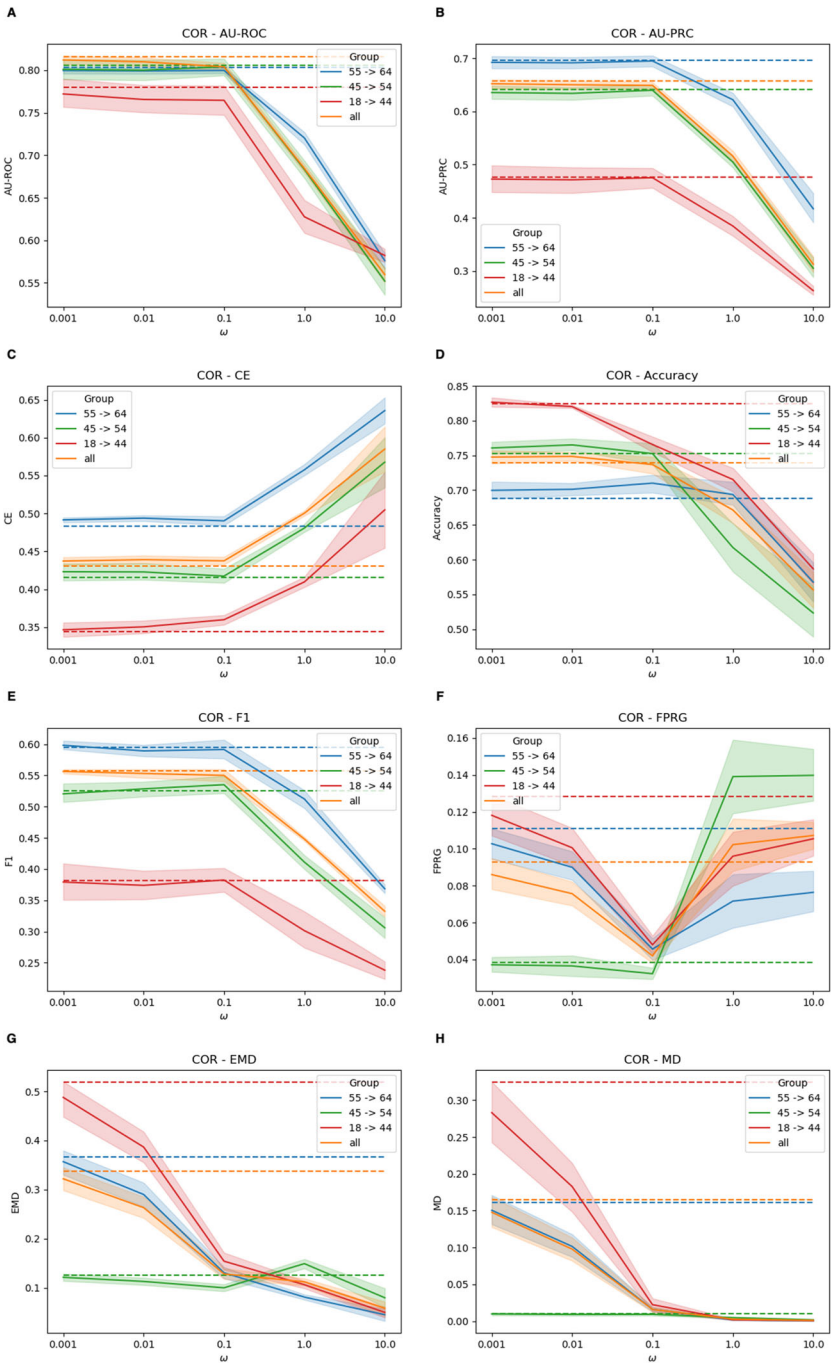 A
COR - AU-ROC
0.80
0.75
0.70
0.65
0.60
0.55
AU-ROC
Group
55 -> 64
45 -> 54
18 -> 44
all
0.001
0.01
0.1
1.0
10.0
ω
B
COR - AU-PRC
0.7
0.6
0.5
0.4
0.3
AU-PRC
Group
55 -> 64
45 -> 54
18 -> 44
all
0.001
0.01
0.1
1.0
10.0
ω
C
COR - CE
0.65
0.60
0.55
0.50
0.45
0.40
0.35
CE
Group
55 -> 64
45 -> 54
18 -> 44
all
0.001
0.01
0.1
1.0
10.0
ω
D
COR - Accuracy
0.85
0.80
0.75
0.70
0.65
0.60
0.55
0.50
Accuracy
Group
55 -> 64
45 -> 54
18 -> 44
all
0.001
0.01
0.1
1.0
10.0
ω
E
COR - F1
0.60
0.55
0.50
0.45
0.40
0.35
0.30
0.25
F1
Group
55 -> 64
45 -> 54
18 -> 44
all
0.001
0.01
0.1
1.0
10.0
ω
F
COR - FPRG
0.16
0.14
0.12
0.10
0.08
0.06
0.04
FPRG
Group
55 -> 64
45 -> 54
18 -> 44
all
0.001
0.01
0.1
1.0
10.0
ω
G
COR - EMD
0.5
0.4
0.3
0.2
0.1
EMD
Group
55 -> 64
45 -> 54
18 -> 44
all
0.001
0.01
0.1
1.0
10.0
ω
H
COR - MD
0.30
0.25
0.20
0.15
0.10
0.05
0.00
MD
Group
55 -> 64
45 -> 54
18 -> 44
all
0.001
0.01
0.1
1.0
10.0
ω